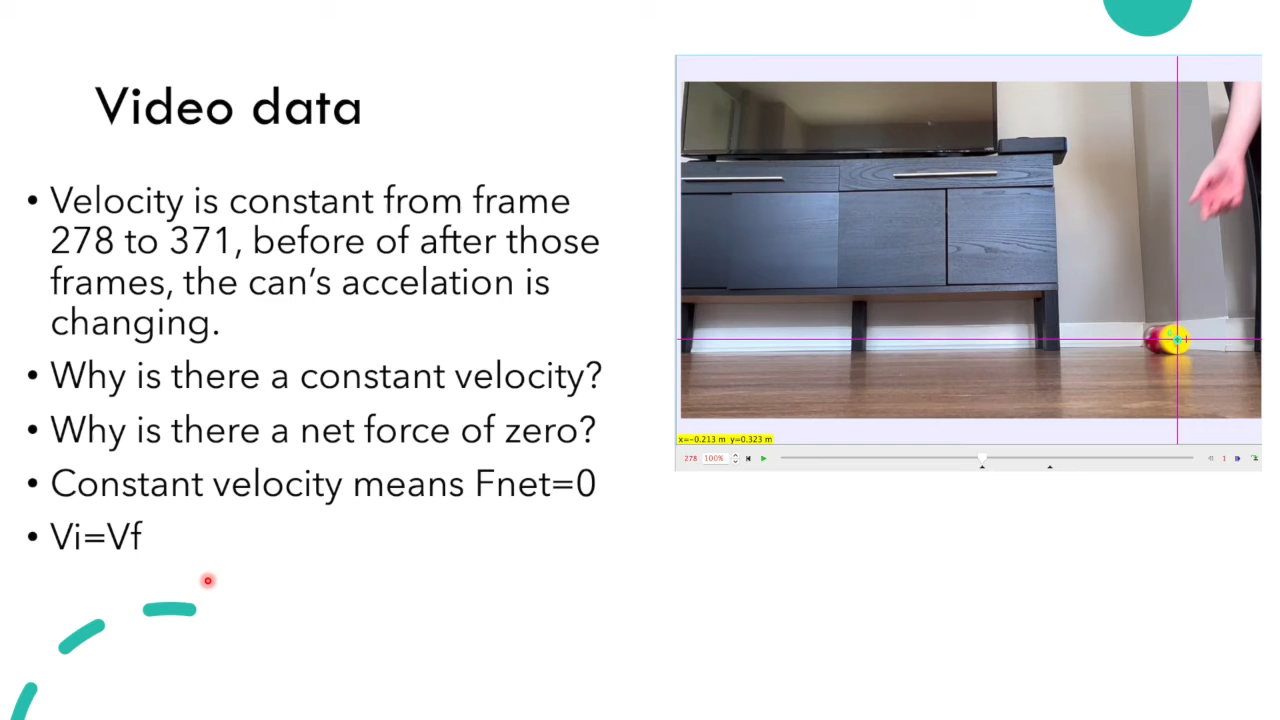 Video data
• Velocity is constant from frame
278 to 371, before of after those
frames, the can's accelation is
changing.
• Why is there a constant velocity?
• Why is there a net force of zero?
• Constant velocity means Fnet=0
• Vi=Vf
x=-0.213 m y=0.323 m
278 100% 1